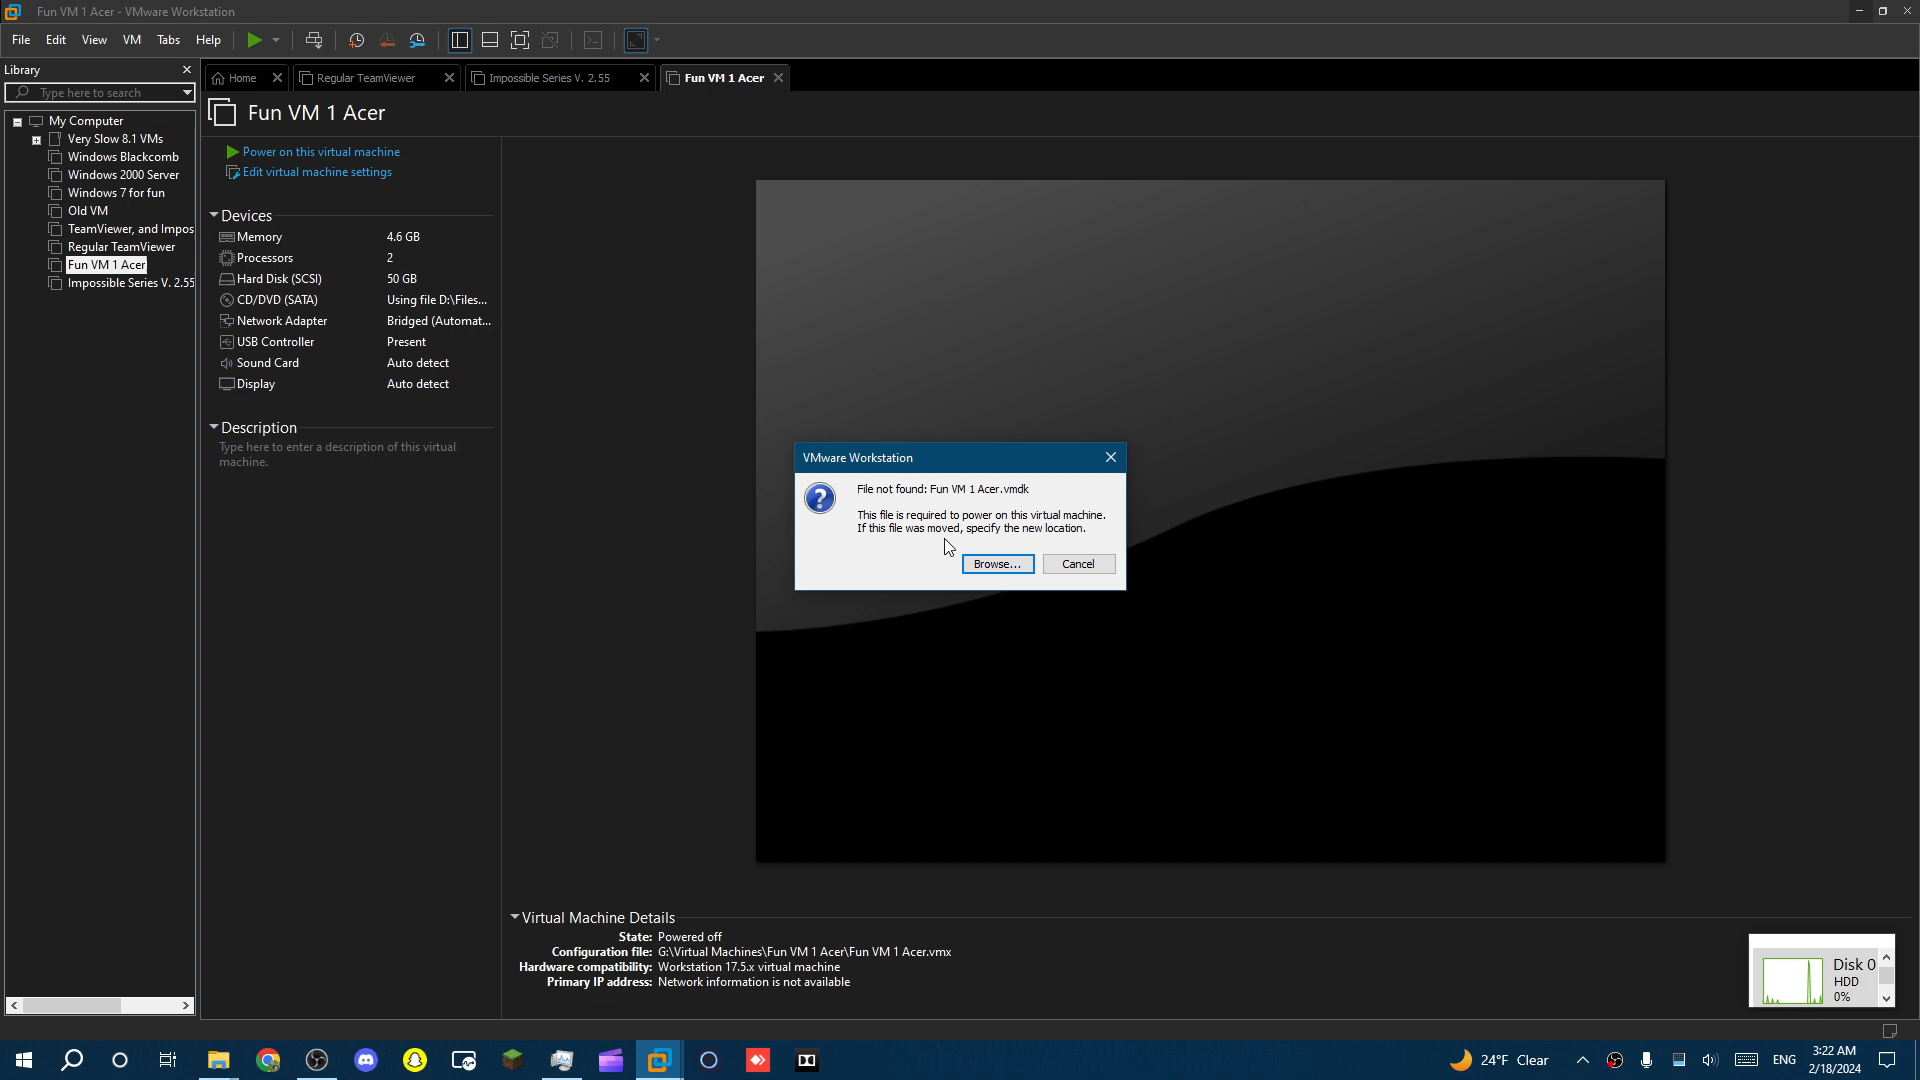 Fun VM 1 Acer - VMware Workstation
File Edit View VM Tabs Help
Library
Type here to search
Home
Regular TeamViewer
Impossible Series V. 2.55
Fun VM 1 Acer
My Computer
Very Slow 8.1 VMs
Windows Blackcomb
Windows 2000 Server
Windows 7 for fun
Old VM
TeamViewer, and Impos
Regular TeamViewer
Fun VM 1 Acer
Impossible Series V. 2.55
Fun VM 1 Acer
Power on this virtual machine
Edit virtual machine settings
Devices
Memory 4.6 GB
Processors 2
Hard Disk (SCSI) 50 GB
CD/DVD (SATA) Using file D:\Files...
Network Adapter Bridged (Automat...
USB Controller Present
Sound Card Auto detect
Display Auto detect
Description
Type here to enter a description of this virtual
machine.
VMware Workstation
File not found: Fun VM 1 Acer.vmdk
This file is required to power on this virtual machine.
If this file was moved, specify the new location.
Browse... Cancel
Virtual Machine Details
State: Powered off
Configuration file: G:\Virtual Machines\Fun VM 1 Acer\Fun VM 1 Acer.vmx
Hardware compatibility: Workstation 17.5.x virtual machine
Primary IP address: Network information is not available
Disk 0
HDD
0%
24°F Clear
ENG
3:22 AM
2/18/2024